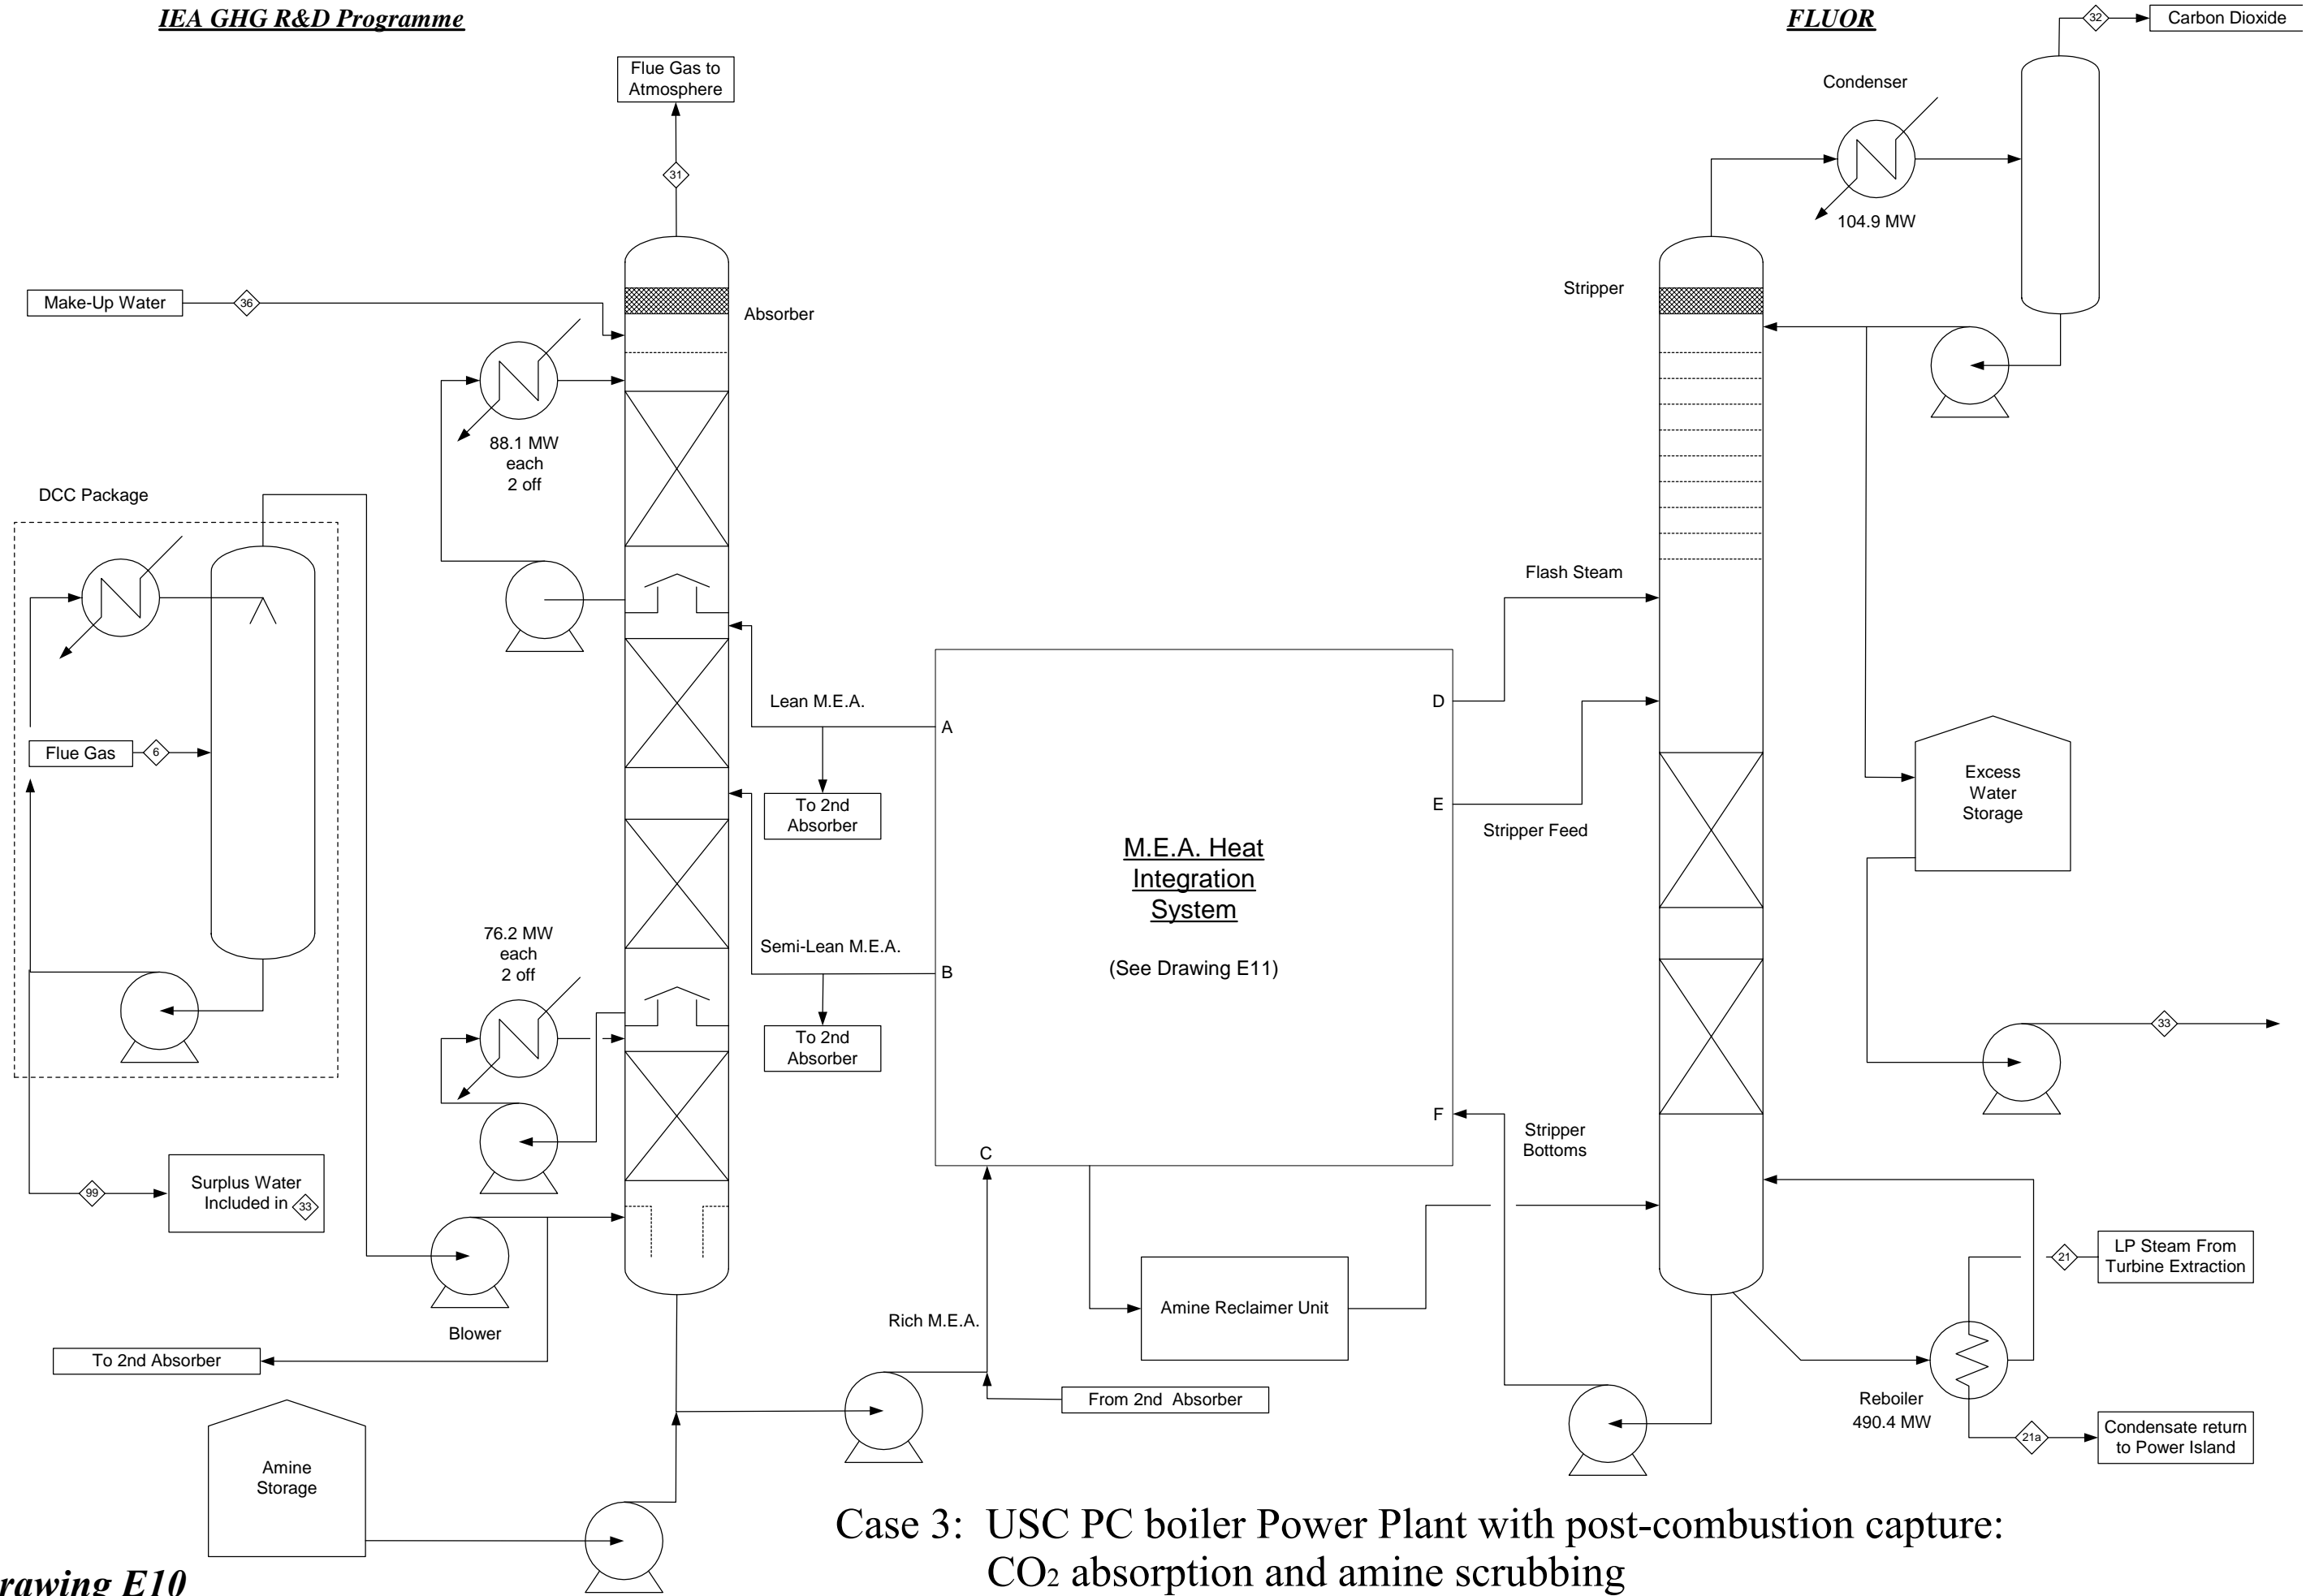 IEA GHG R&D Programme
FLUOR
32
Carbon Dioxide
Flue Gas to
Atmosphere
Condenser
31
104.9 MW
Make-Up Water
36
Absorber
Stripper
88.1 MW
each
2 off
DCC Package
Flash Steam
Lean M.E.A.
A
D
Flue Gas
6
To 2nd
Absorber
E
Stripper Feed
Excess
Water
Storage
M.E.A. Heat
Integration
System
(See Drawing E11)
76.2 MW
each
2 off
Semi-Lean M.E.A.
B
To 2nd
Absorber
33
F
Stripper
Bottoms
C
99
Surplus Water
Included in 33
21
LP Steam From
Turbine Extraction
Amine Reclaimer Unit
Rich M.E.A.
Blower
To 2nd Absorber
From 2nd Absorber
Reboiler
490.4 MW
21a
Condensate return
to Power Island
Amine
Storage
Case 3: USC PC boiler Power Plant with post-combustion capture:
CO2 absorption and amine scrubbing
rawing E10